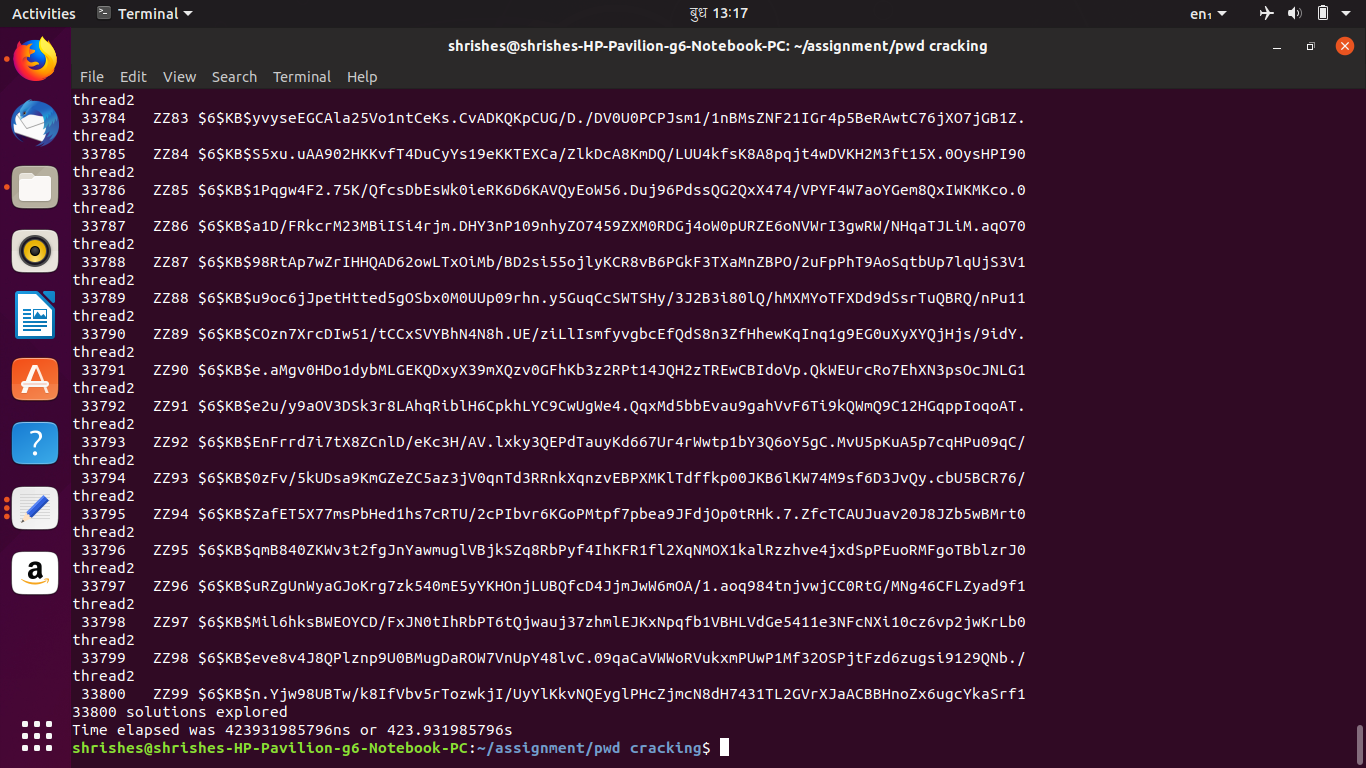 Activities Terminal बुध 13:17 en₁
shrishes@shrishes-HP-Pavilion-g6-Notebook-PC: ~/assignment/pwd cracking
File Edit View Search Terminal Help
thread2
33784 ZZ83 $6$KB$yvyseEGCAla25Vo1ntCeKs.CvADKQKpCUG/D./DV0U0PCPJsm1/1nBMsZNF21IGr4p5BeRAwtC76jXO7jGB1Z.
thread2
33785 ZZ84 $6$KB$S5xu.uAA902HKKvfT4DuCyYs19eKKTEXCa/ZlkDcA8KmDQ/LUU4kfsK8A8pqjt4wDVKH2M3ft15X.0OysHPI90
thread2
33786 ZZ85 $6$KB$1Pqgw4F2.75K/QfcsDbEsWk0ieRK6D6KAVQyEoW56.Duj96PdssQG2QxX474/VPYF4W7aoYGem8QxIWKMKco.0
thread2
33787 ZZ86 $6$KB$a1D/FRkcrM23MBiISi4rjm.DHY3nP109nhyZO7459ZXM0RDGj4oW0pURZE6oNVWrI3gwRW/NHqaTJLiM.aqO70
thread2
33788 ZZ87 $6$KB$98RtAp7wZrIHHQAD62owLTxOiMb/BD2si55ojlyKCR8vB6PGkF3TXaMnZBPO/2uFpPhT9AoSqtbUp7lqUjS3V1
thread2
33789 ZZ88 $6$KB$u9oc6jJpetHtted5gOSbx0M0UUp09rhn.y5GuqCcSWTSHy/3J2B3i80lQ/hMXMYoTFXDd9dSsrTuQBRQ/nPu11
thread2
33790 ZZ89 $6$KB$COzn7XrcDIw51/tCCxSVYBhN4N8h.UE/ziLlIsmfyvgbcEfQdS8n3ZfHhewKqInq1g9EG0uXyXYQjHjs/9idY.
thread2
33791 ZZ90 $6$KB$e.aMgv0HDo1dybMLGEKQDxyX39mXQzv0GFhKb3z2RPt14JQH2zTREwCBIdoVp.QkWEUrcRo7EhXN3psOcJNLG1
thread2
33792 ZZ91 $6$KB$e2u/y9aOV3DSk3r8LAhqRiblH6CpkhLYC9CwUgWe4.QqxMd5bbEvau9gahVvF6Ti9kQWmQ9C12HGqppIoqoAT.
thread2
33793 ZZ92 $6$KB$EnFrrd7i7tX8ZCnlD/eKc3H/AV.lxky3QEPdTauyKd667Ur4rWwtp1bY3Q6oY5gC.MvU5pKuA5p7cqHPu09qC/
thread2
33794 ZZ93 $6$KB$0zFv/5kUDsa9KmGZeZC5az3jV0qnTd3RRnkXqnzvEBPXMKlTdffkp00JKB6lKW74M9sf6D3JvQy.cbU5BCR76/
thread2
33795 ZZ94 $6$KB$ZafET5X77msPbHed1hs7cRTU/2cPIbvr6KGoPMtpf7pbea9JFdjOp0tRHk.7.ZfcTCAUJuav20J8JZb5wBMrt0
thread2
33796 ZZ95 $6$KB$qmB840ZKWv3t2fgJnYawmuglVBjkSZq8RbPyf4IhKFR1fl2XqNMOX1kalRzzhve4jxdSpPEuoRMFgoTBblzrJ0
thread2
33797 ZZ96 $6$KB$uRZgUnWyaGJoKrg7zk540mE5yYKHOnjLUBQfcD4JjmJwW6mOA/1.aoq984tnjvwjCC0RtG/MNg46CFLZyad9f1
thread2
33798 ZZ97 $6$KB$Mil6hksBWEOYCD/FxJN0tIhRbPT6tQjwauj37zhmlEJKxNpqfb1VBHLVdGe5411e3NFcNXi10cz6vp2jwKrLb0
thread2
33799 ZZ98 $6$KB$eve8v4J8QPlznp9U0BMugDaROW7VnUpY48lvC.09qaCaVWWoRVukxmPUwP1Mf32OSPjtFzd6zugsi9129QNb./
thread2
33800 ZZ99 $6$KB$n.Yjw98UBTw/k8IfVbv5rTozwkjI/UyYlKkvNQEyglPHcZjmcN8dH7431TL2GVrXJaACBBHnoZx6ugcYkaSrf1
33800 solutions explored
Time elapsed was 423931985796ns or 423.931985796s
shrishes@shrishes-HP-Pavilion-g6-Notebook-PC:~/assignment/pwd cracking$